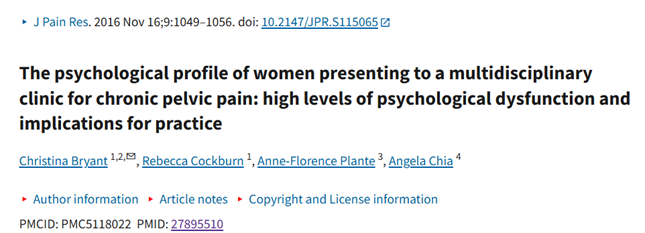 J Pain Res. 2016 Nov 16;9:1049–1056. doi: 10.2147/JPR.S115065
The psychological profile of women presenting to a multidisciplinary
clinic for chronic pelvic pain: high levels of psychological dysfunction and
implications for practice
Christina Bryant 1,2,✉, Rebecca Cockburn 1, Anne-Florence Plante 3, Angela Chia 4
Author information Article notes Copyright and License information
PMCID: PMC5118022 PMID: 27895510